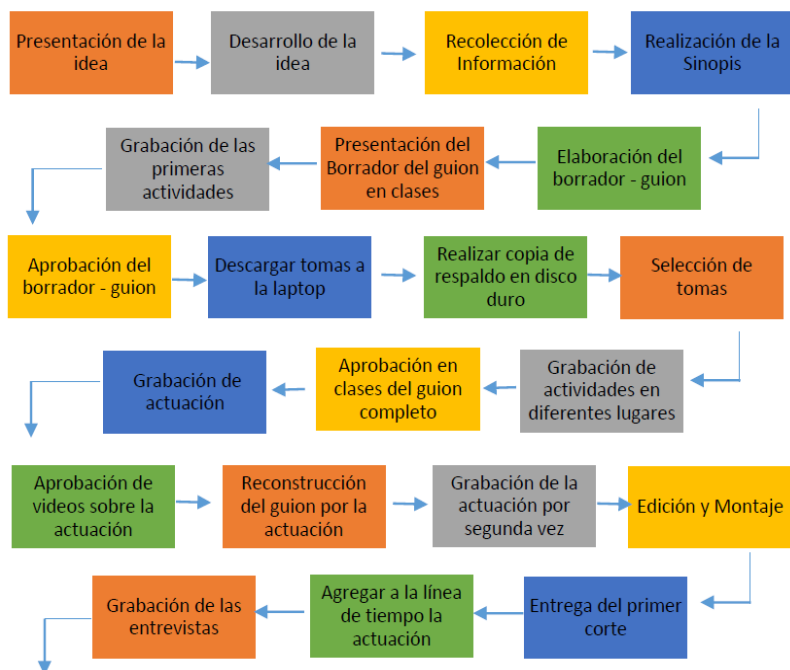 Presentación de la
idea
Desarrollo de la
idea
Recolección de
Información
Realización de la
Sinopis
Elaboración del
borrador - guion
Presentación del
Borrador del guion
en clases
Grabación de las
primeras
actividades
Aprobación del
borrador - guion
Descargar tomas a
la laptop
Realizar copia de
respaldo en disco
duro
Selección de
tomas
Grabación de
actividades en
diferentes lugares
Aprobación en
clases del guion
completo
Grabación de
actuación
Aprobación de
videos sobre la
actuación
Reconstrucción
del guion por la
actuación
Grabación de la
actuación por
segunda vez
Edición y Montaje
Entrega del primer
corte
Agregar a la línea
de tiempo la
actuación
Grabación de las
entrevistas